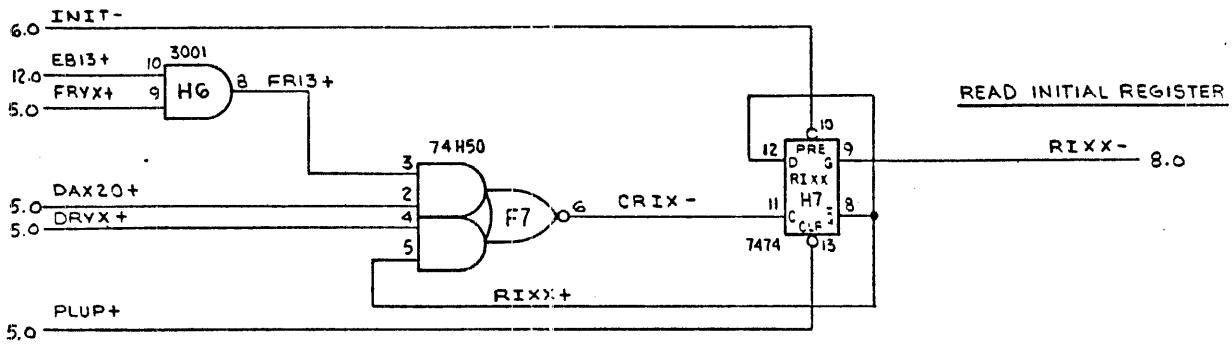 6.0 INIT-
12.0 EB13+ 10 3001
5.0 FRYX+ 9 H6 8 FRI3+
READ INITIAL REGISTER
74H50
3
2
4
5
5.0 DAX20+
5.0 DRYX+
F7 6 CRIX-
RIXX+
10
12 PRE 9
D
RIXX
H7
11 C 8
CLR
7474 13
RIXX- 8.0
5.0 PLUP+